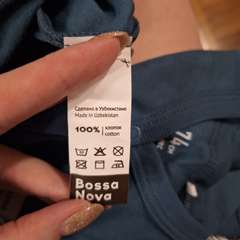 Сделано в Узбекистане
Made in Uzbekistan
100% хлопок
cotton
Bossa
Nova